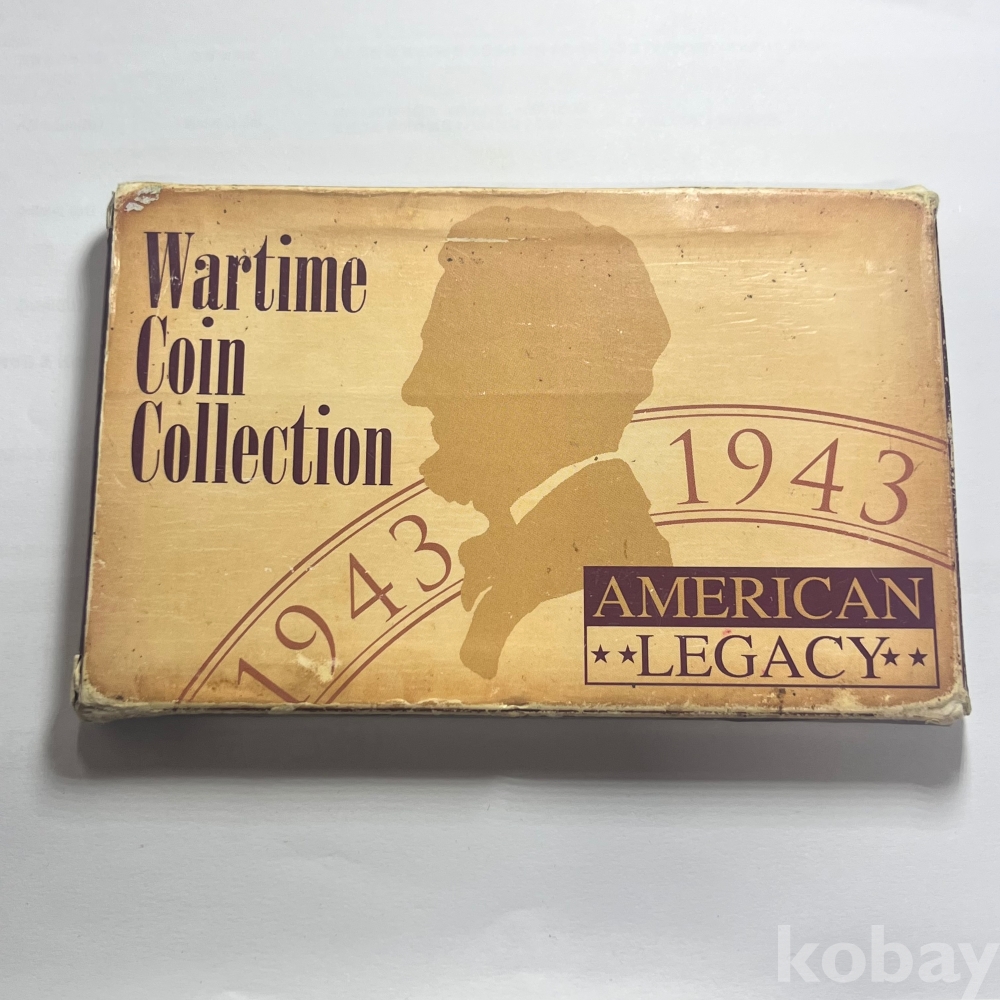 Wartime
Coin
Collection
1943
1943
AMERICAN
★★LEGACY★★
kobay